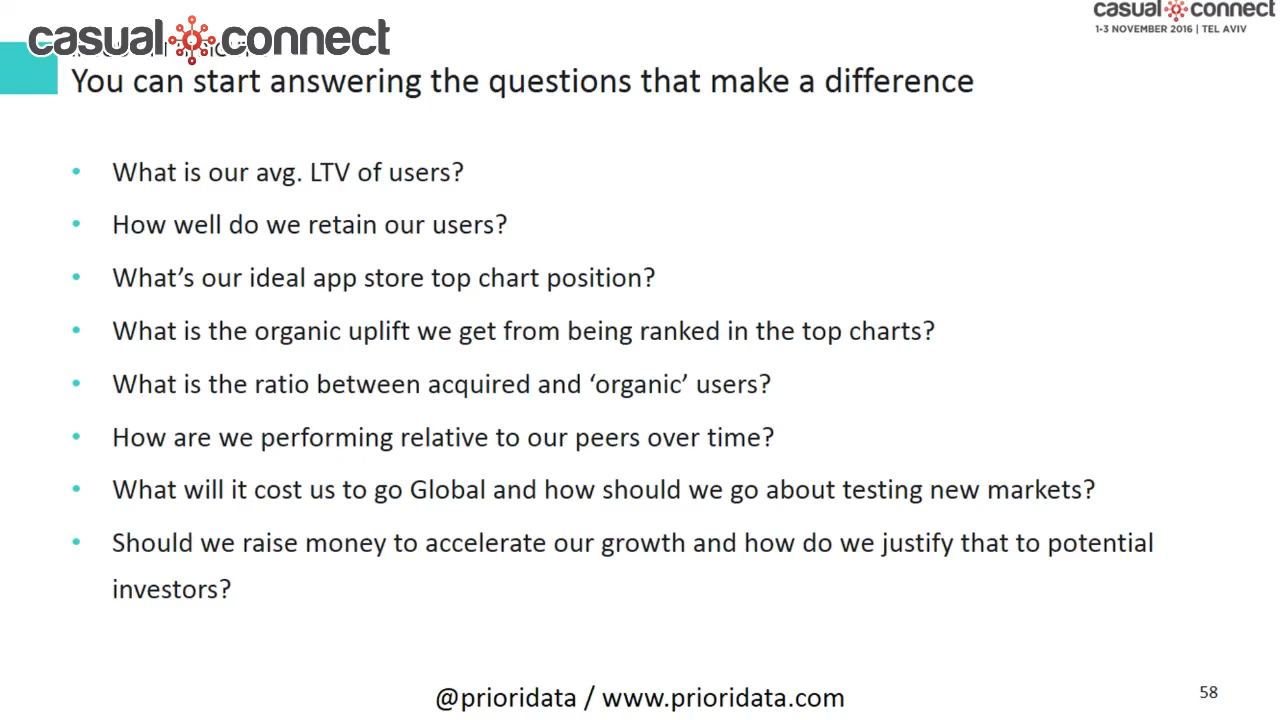 casual connect
casual connect
1-3 NOVEMBER 2016 | TEL AVIV
You can start answering the questions that make a difference
• What is our avg. LTV of users?
• How well do we retain our users?
• What's our ideal app store top chart position?
• What is the organic uplift we get from being ranked in the top charts?
• What is the ratio between acquired and ‘organic’ users?
• How are we performing relative to our peers over time?
• What will it cost us to go Global and how should we go about testing new markets?
• Should we raise money to accelerate our growth and how do we justify that to potential
investors?
@prioridata / www.prioridata.com
58